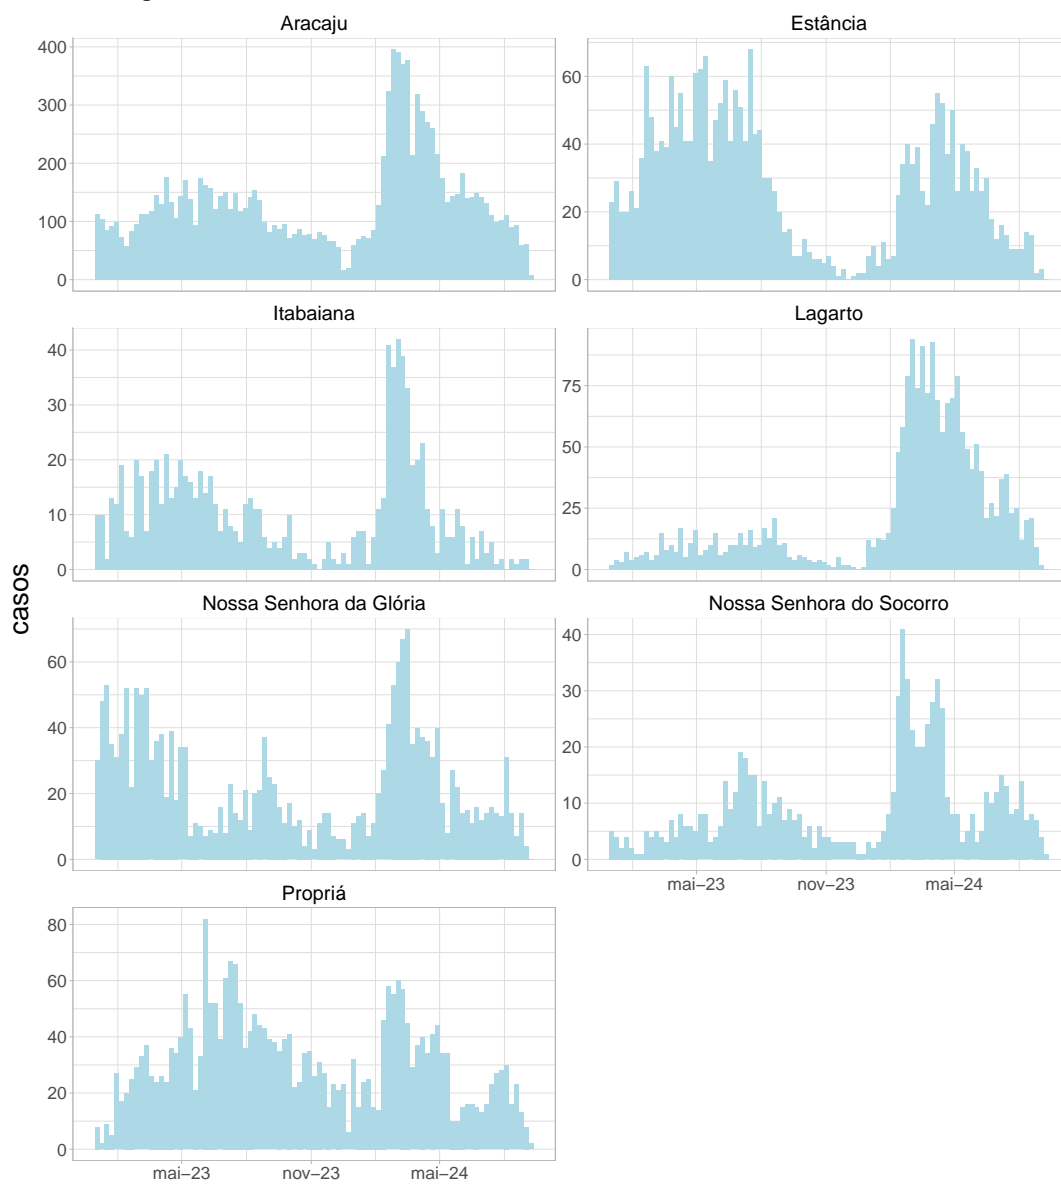 Aracaju
Estância
400
300
200
100
0
60
40
20
0
Itabaiana
Lagarto
40
30
20
10
0
75
50
25
0
casos
Nossa Senhora da Glória
Nossa Senhora do Socorro
60
40
20
0
40
30
20
10
0
mai–23
nov–23
mai–24
Propriá
80
60
40
20
0
mai–23
nov–23
mai–24